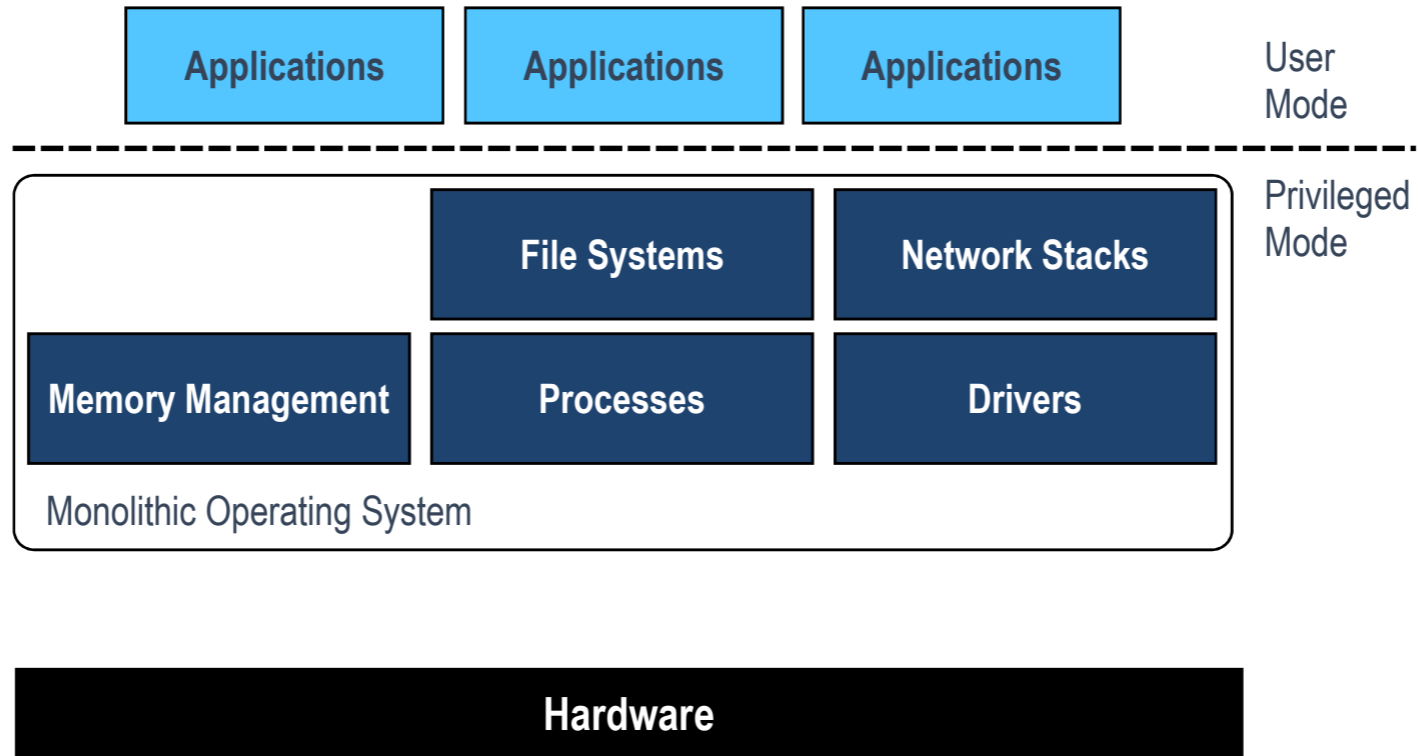 Applications
Applications
Applications
User
Mode
Privileged
Mode
File Systems
Network Stacks
Memory Management
Processes
Drivers
Monolithic Operating System
Hardware